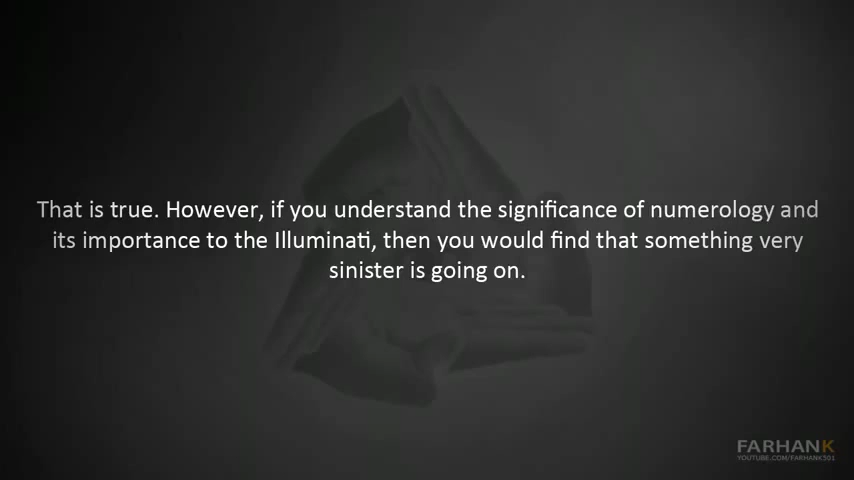 That is true. However, if you understand the significance of numerology and
its importance to the Illuminati, then you would find that something very
sinister is going on.
FARHANK
YOUTUBE.COM/FARHANK501